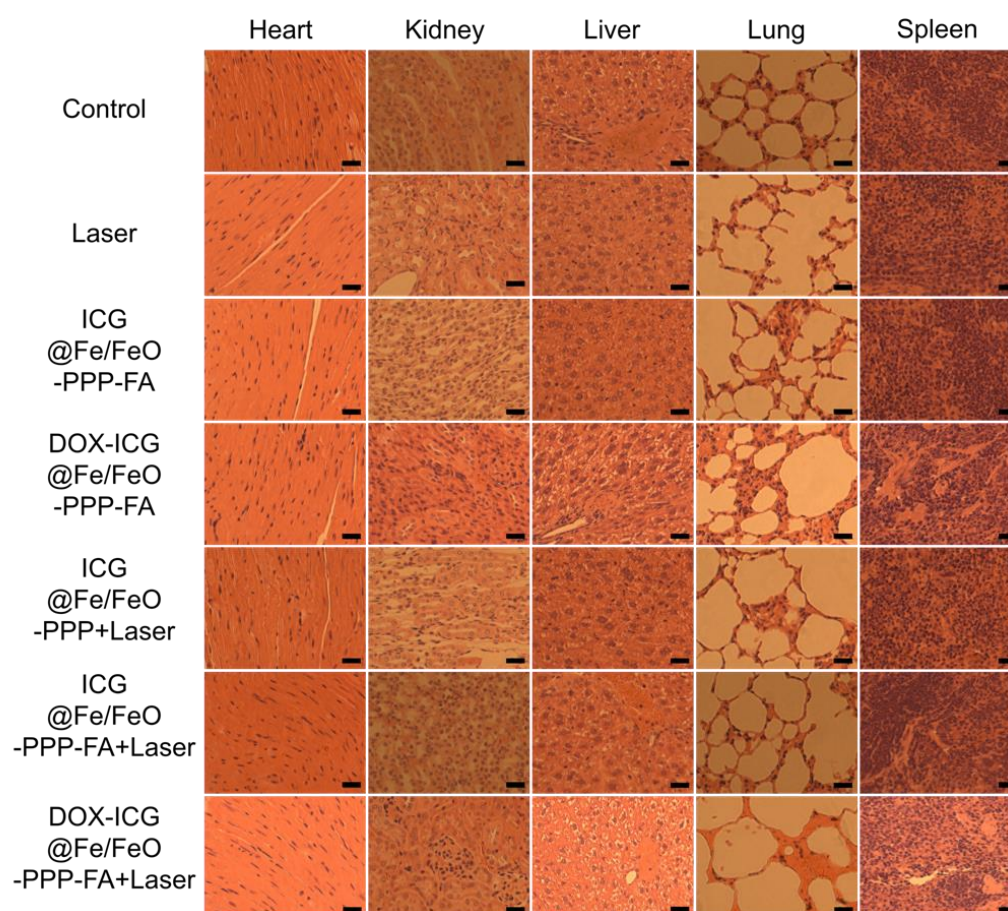 Heart Kidney Liver Lung Spleen
Control
Laser
ICG
@Fe/FeO
-PPP-FA
DOX-ICG
@Fe/FeO
-PPP-FA
ICG
@Fe/FeO
-PPP+Laser
ICG
@Fe/FeO
-PPP-FA+Laser
DOX-ICG
@Fe/FeO
-PPP-FA+Laser